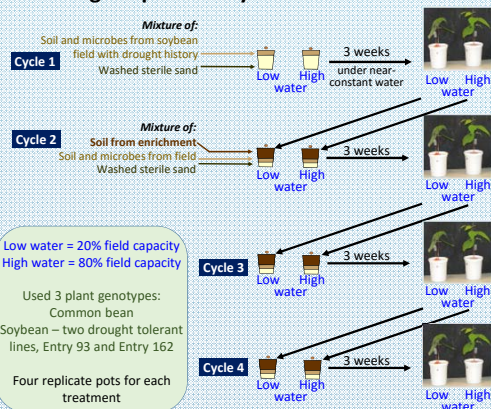 Mixture of:
Soil and microbes from soybean
field with drought history
Washed sterile sand
Cycle 1
Low High
water
3 weeks
under near-
constant water
Low High
water
Cycle 2
Mixture of:
Soil from enrichment
Soil and microbes from field
Washed sterile sand
Low High
water
3 weeks
Low High
water
Low water = 20% field capacity
High water = 80% field capacity
Used 3 plant genotypes:
Common bean
Soybean – two drought tolerant
lines, Entry 93 and Entry 162
Four replicate pots for each
treatment
Cycle 3
Low High
water
3 weeks
Low High
water
Cycle 4
Low High
water
3 weeks
Low High
water